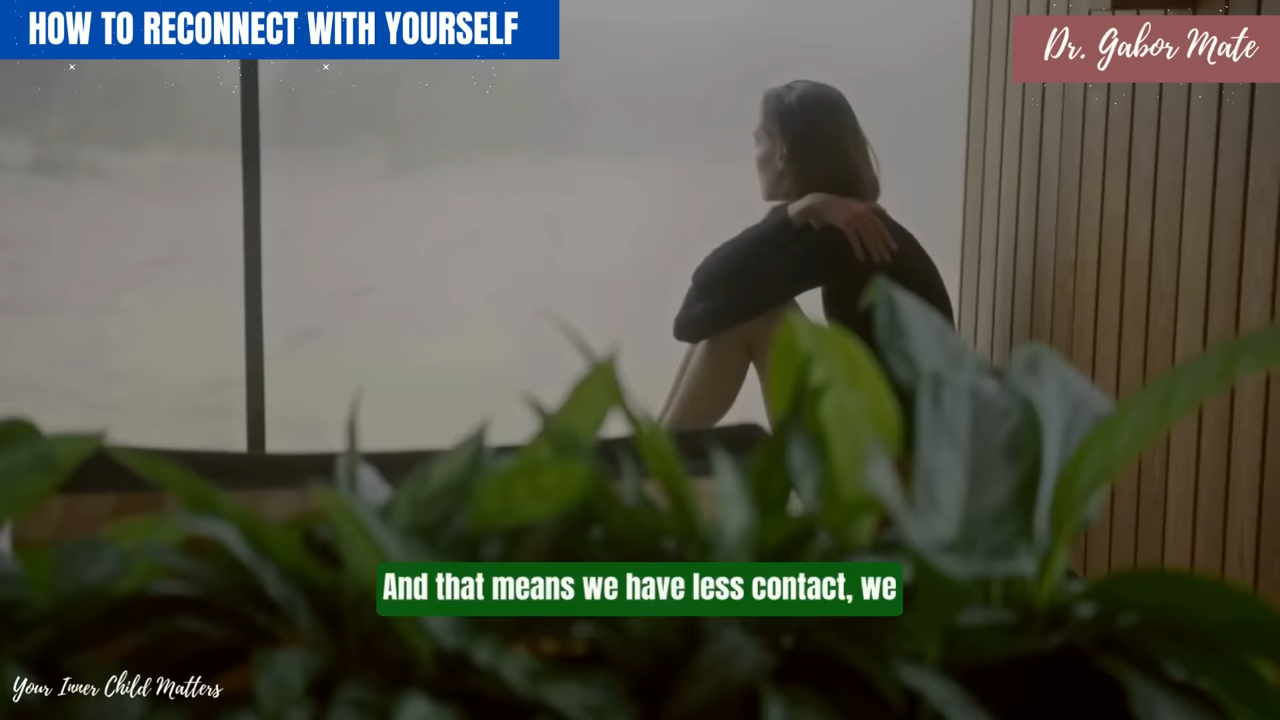 HOW TO RECONNECT WITH YOURSELF
Dr. Gabor Mate
And that means we have less contact, we
Your Inner Child Matters